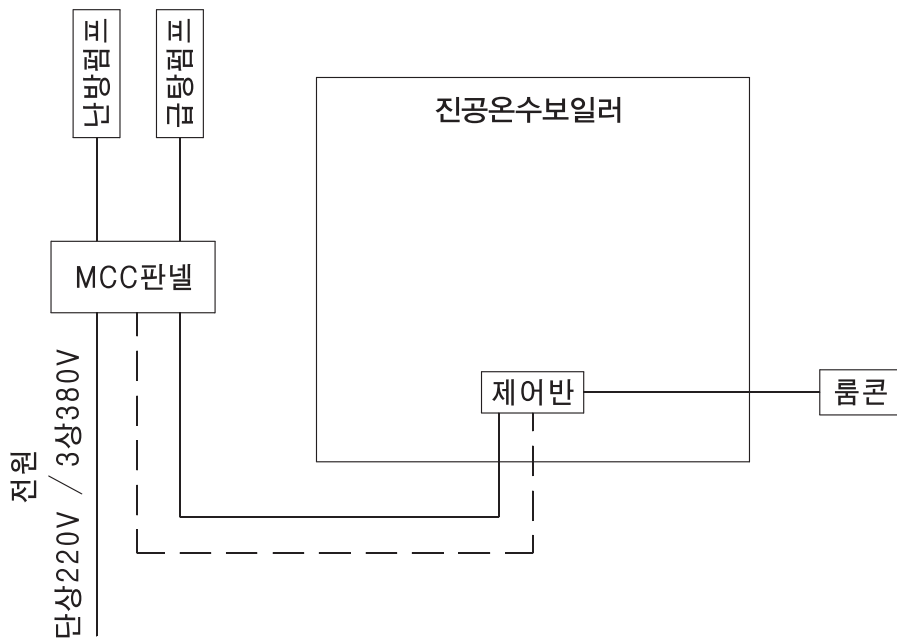 난방펌프
급탕펌프
진공온수보일러
MCC판넬
제어반
룸콘
전원
단상220V / 3상380V